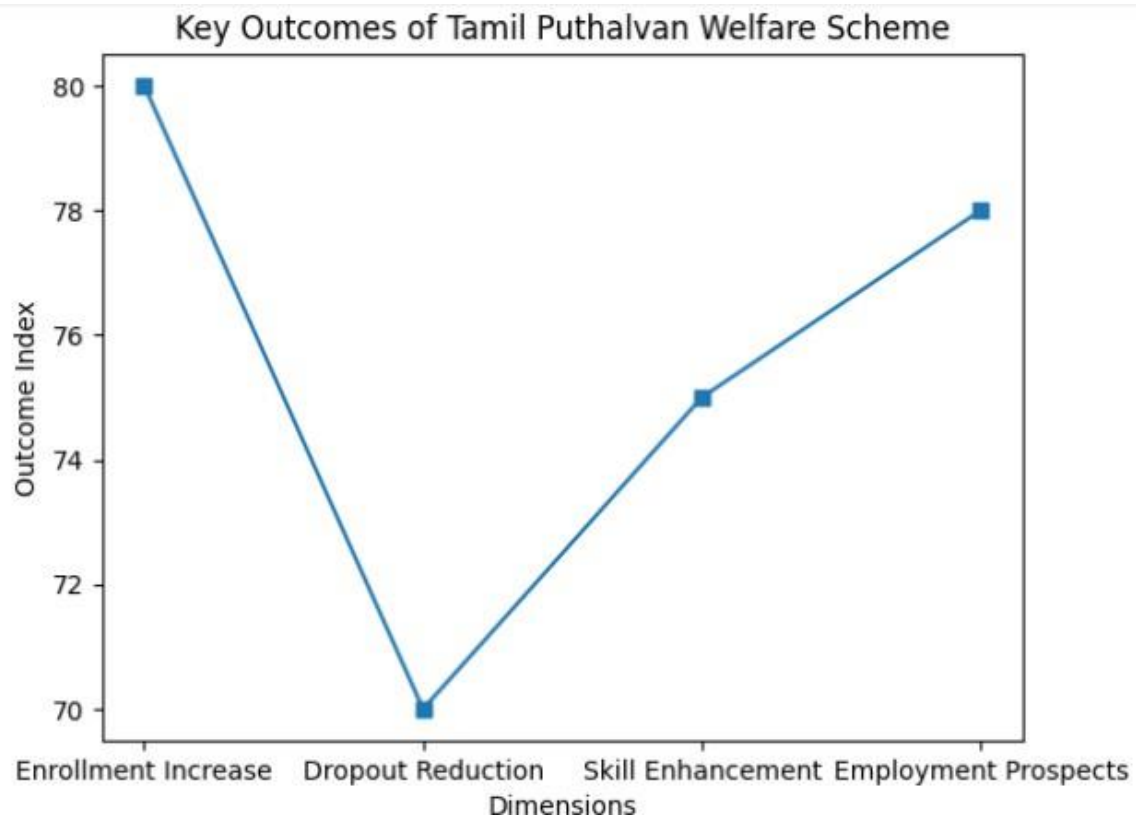 Key Outcomes of Tamil Puthalvan Welfare Scheme
80
78
76
74
72
70
Outcome Index
Enrollment Increase Dropout Reduction Skill Enhancement Employment Prospects
Dimensions